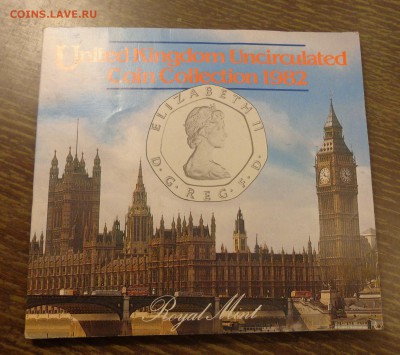 COINS.LAVE.RU
United Kingdom Uncirculated
Coin Collection 1982
ELIZABETH II
D.G.REG.F.D.
Royal Mint